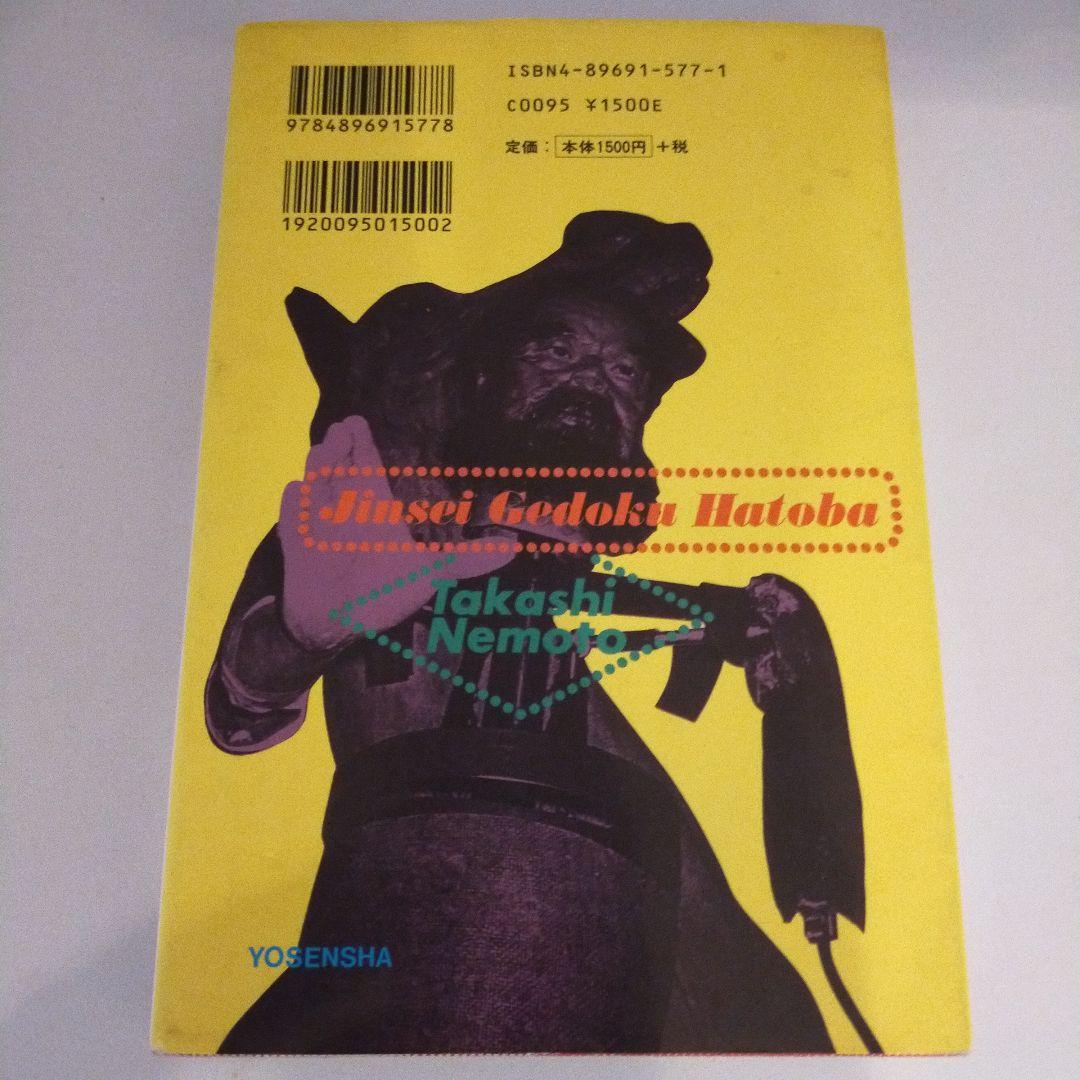 ISBN4-89691-577-1
9784896915778
C0095 ¥1500E
定価：本体1500円＋税
1920095015002
Jinsei Gedoku Hatoba
Takashi
Nemoto
YOSENSHA